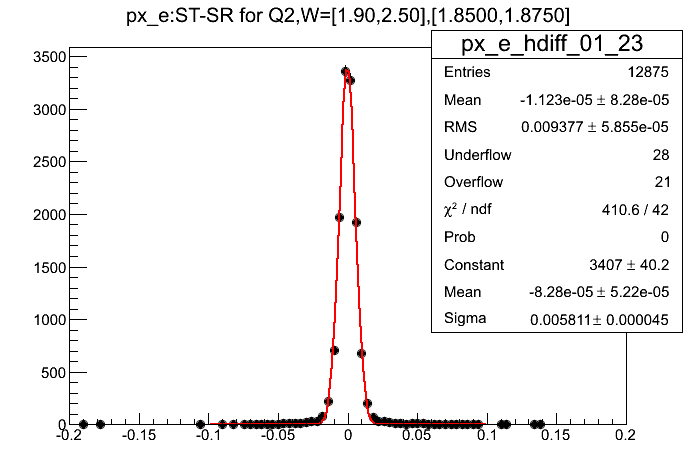 px_e:ST-SR for Q2,W=[1.90,2.50],[1.8500,1.8750]
px_e_hdiff_01_23
Entries 12875
Mean -1.123e-05 ± 8.28e-05
RMS 0.009377 ± 5.855e-05
Underflow 28
Overflow 21
χ² / ndf 410.6 / 42
Prob 0
Constant 3407 ± 40.2
Mean -8.28e-05 ± 5.22e-05
Sigma 0.005811± 0.000045
3500
3000
2500
2000
1500
1000
500
0
-0.2 -0.15 -0.1 -0.05 0 0.05 0.1 0.15 0.2